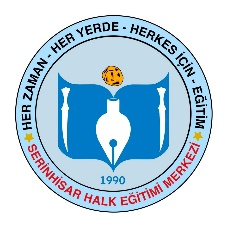 HER ZAMAN - HER YERDE - HERKES İÇİN - EĞİTİM
1990
SERİNHİSAR HALK EĞİTİMİ MERKEZİ